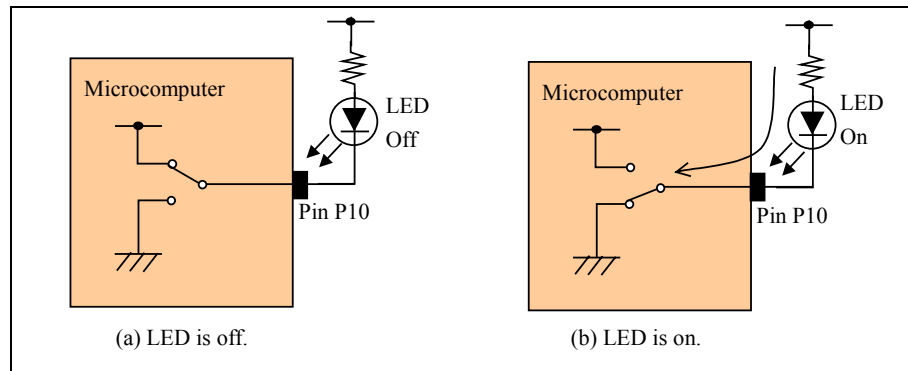 Microcomputer
LED
Off
Pin P10
(a) LED is off.
Microcomputer
LED
On
Pin P10
(b) LED is on.